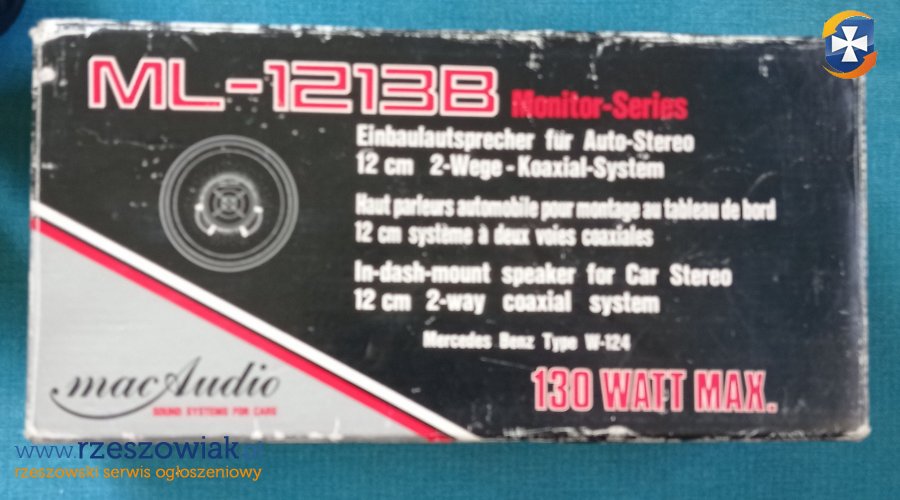 ML-1213B Monitor-Series
Einbaulautsprecher für Auto-Stereo
12 cm 2-Wege-Koaxial-System
Haut parleurs automobile pour montage au tableau de bord
12 cm système à deux voies coaxiales
In-dash-mount speaker for Car Stereo
12 cm 2-way coaxial system
Mercedes Benz Type W-124
130 WATT MAX.
macAudio
SOUND SYSTEMS FOR CARS
www.rzeszowiak.pl
rzeszowski serwis ogłoszeniowy